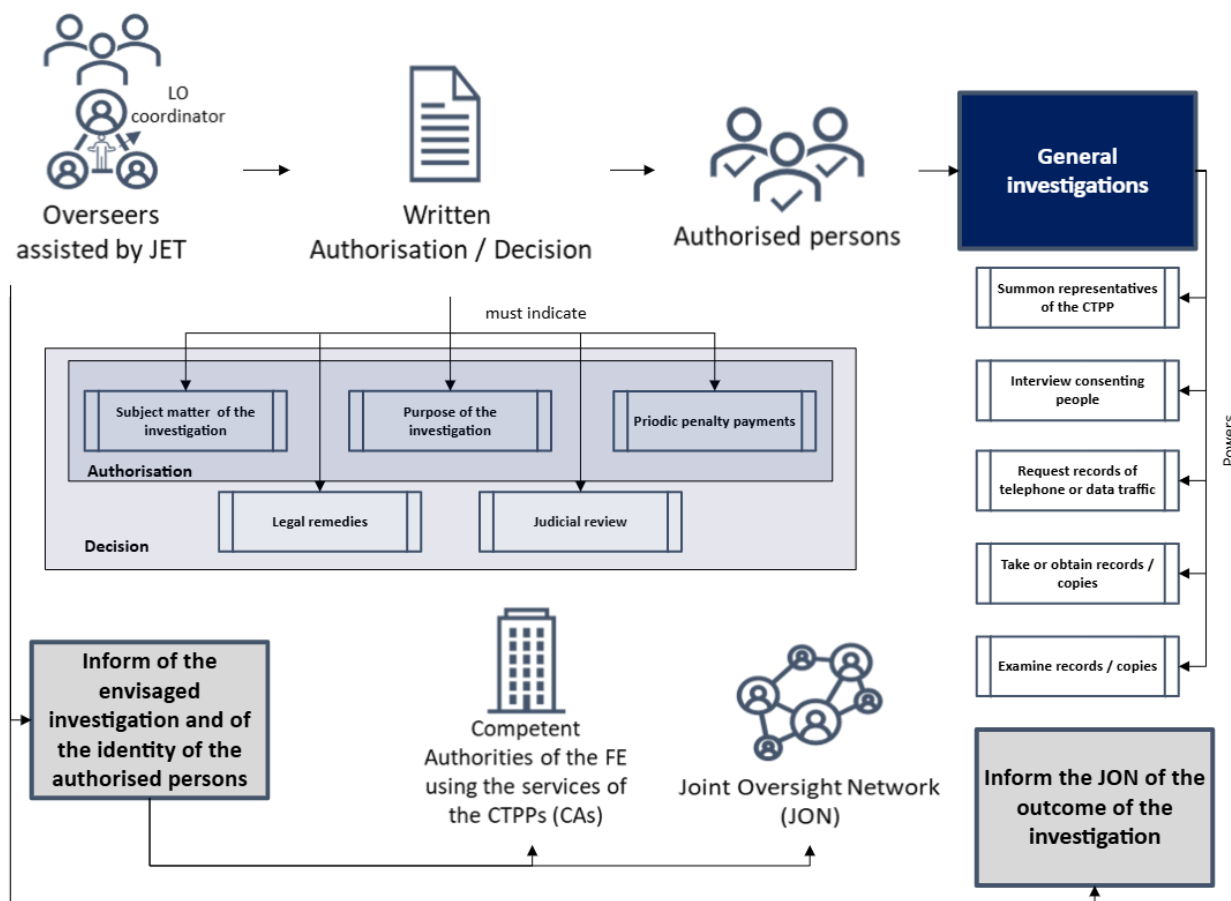 LO
coordinator
Overseers
assisted by JET
Written
Authorisation / Decision
Authorised persons
General
investigations
must indicate
Subject matter of the
investigation
Purpose of the
investigation
Priodic penalty payments
Authorisation
Legal remedies
Judicial review
Decision
Summon representatives
of the CTPP
Interview consenting
people
Request records of
telephone or data traffic
Take or obtain records /
copies
Examine records / copies
Powers
Inform of the
envisaged
investigation and of
the identity of the
authorised persons
Competent
Authorities of the FE
using the services of
the CTPPs (CAs)
Joint Oversight Network
(JON)
Inform the JON of the
outcome of the
investigation